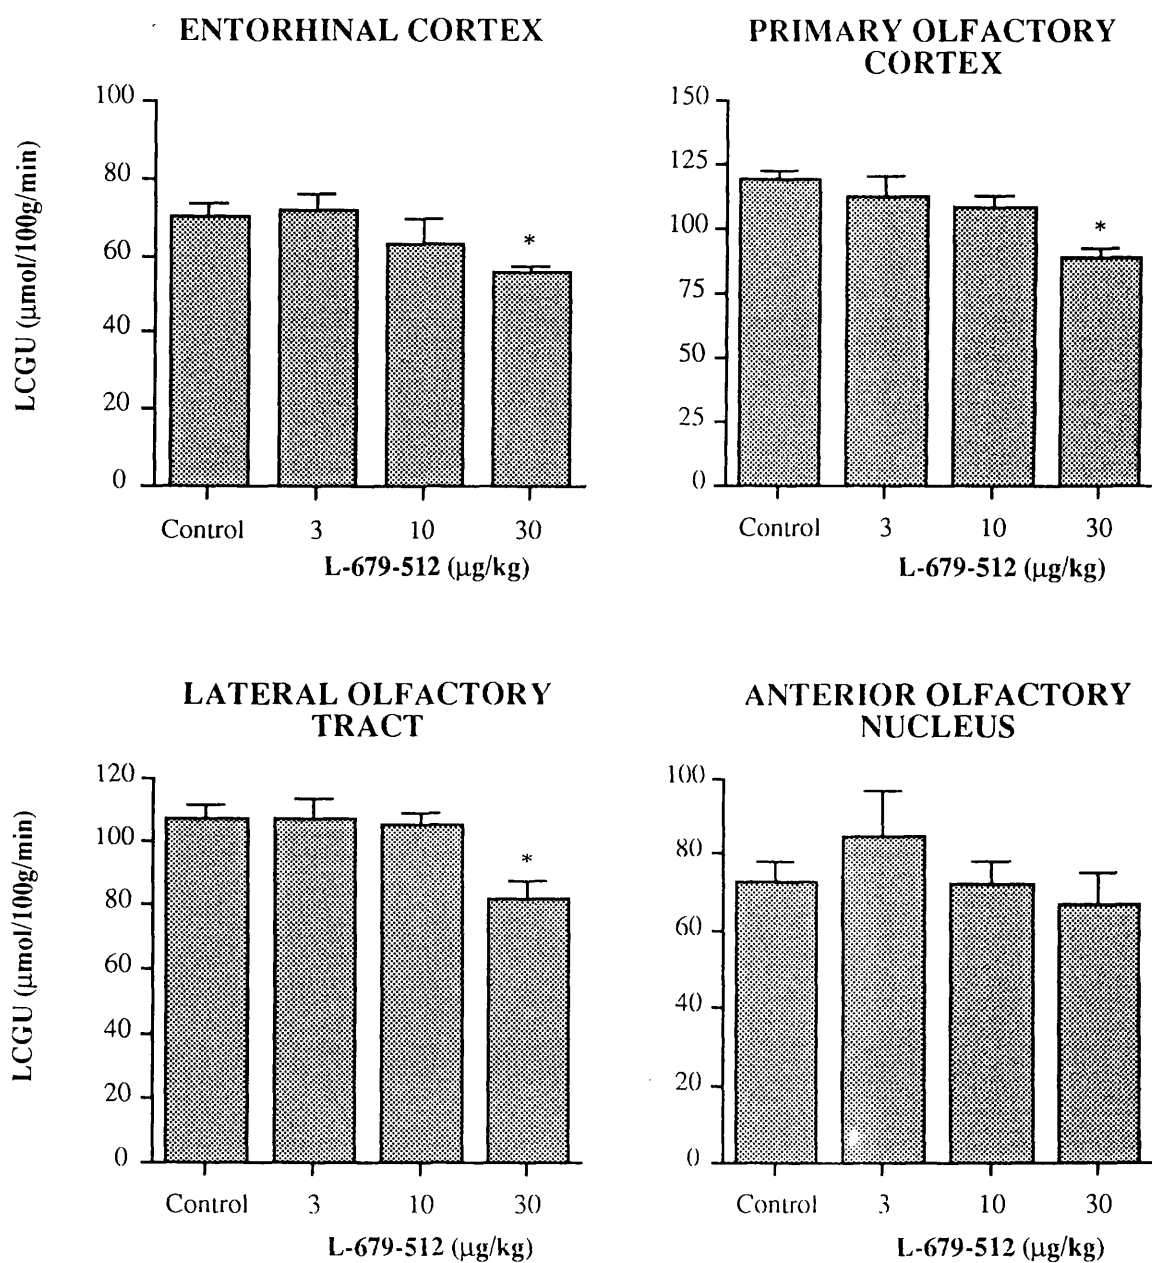 ENTORHINAL CORTEX
LCGU (μmol/100g/min)
100
80
60
40
20
0
*
Control 3 10 30
L-679-512 (μg/kg)
PRIMARY OLFACTORY
CORTEX
150
125
100
75
50
25
0
*
Control 3 10 30
L-679-512 (μg/kg)
LATERAL OLFACTORY
TRACT
LCGU (μmol/100g/min)
120
100
80
60
40
20
0
*
Control 3 10 30
L-679-512 (μg/kg)
ANTERIOR OLFACTORY
NUCLEUS
100
80
60
40
20
0
Control 3 10 30
L-679-512 (μg/kg)